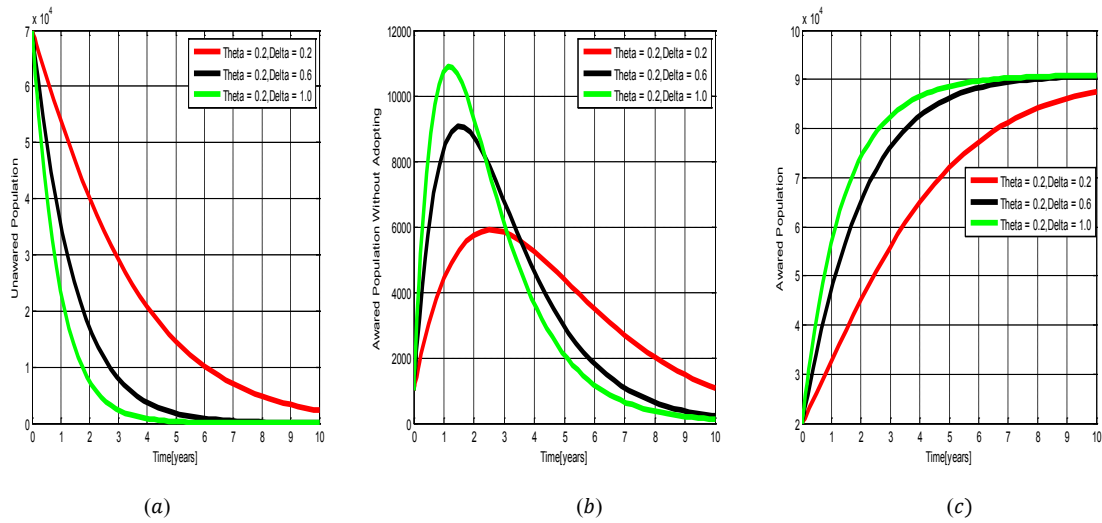 x 10⁴
7
6
5
4
3
2
1
0
Unawared Population
0 1 2 3 4 5 6 7 8 9 10
Time[years]
Theta = 0.2,Delta = 0.2
Theta = 0.2,Delta = 0.6
Theta = 0.2,Delta = 1.0
(a)
12000
10000
8000
6000
4000
2000
0
Awared Population Without Adopting
0 1 2 3 4 5 6 7 8 9 10
Time[years]
Theta = 0.2,Delta = 0.2
Theta = 0.2,Delta = 0.6
Theta = 0.2,Delta = 1.0
(b)
x 10⁴
10
9
8
7
6
5
4
3
2
Awared Population
0 1 2 3 4 5 6 7 8 9 10
Time[years]
Theta = 0.2,Delta = 0.2
Theta = 0.2,Delta = 0.6
Theta = 0.2,Delta = 1.0
(c)